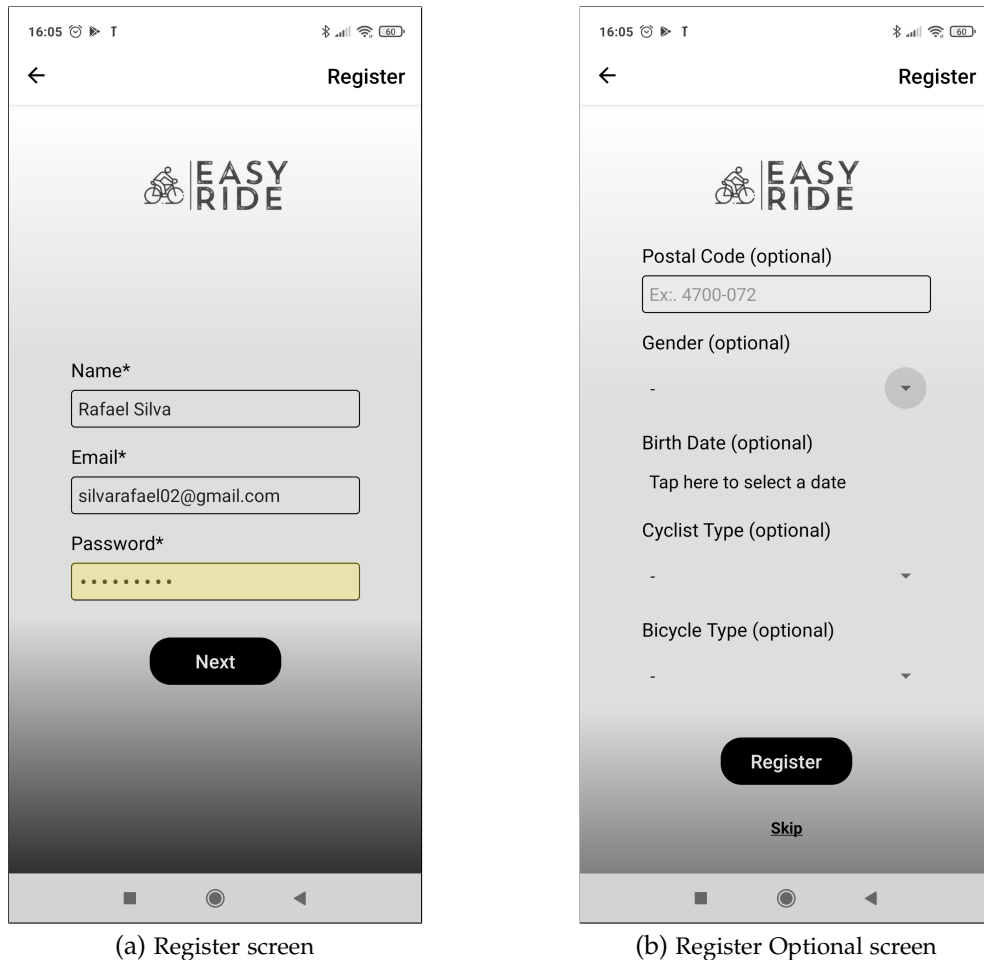 16:05
60
Register
EASY
RIDE
Name*
Rafael Silva
Email*
silvarafael02@gmail.com
Password*
•••••••••
Next
(a) Register screen
16:05
60
Register
EASY
RIDE
Postal Code (optional)
Ex:. 4700-072
Gender (optional)
-
Birth Date (optional)
Tap here to select a date
Cyclist Type (optional)
-
Bicycle Type (optional)
-
Register
Skip
(b) Register Optional screen